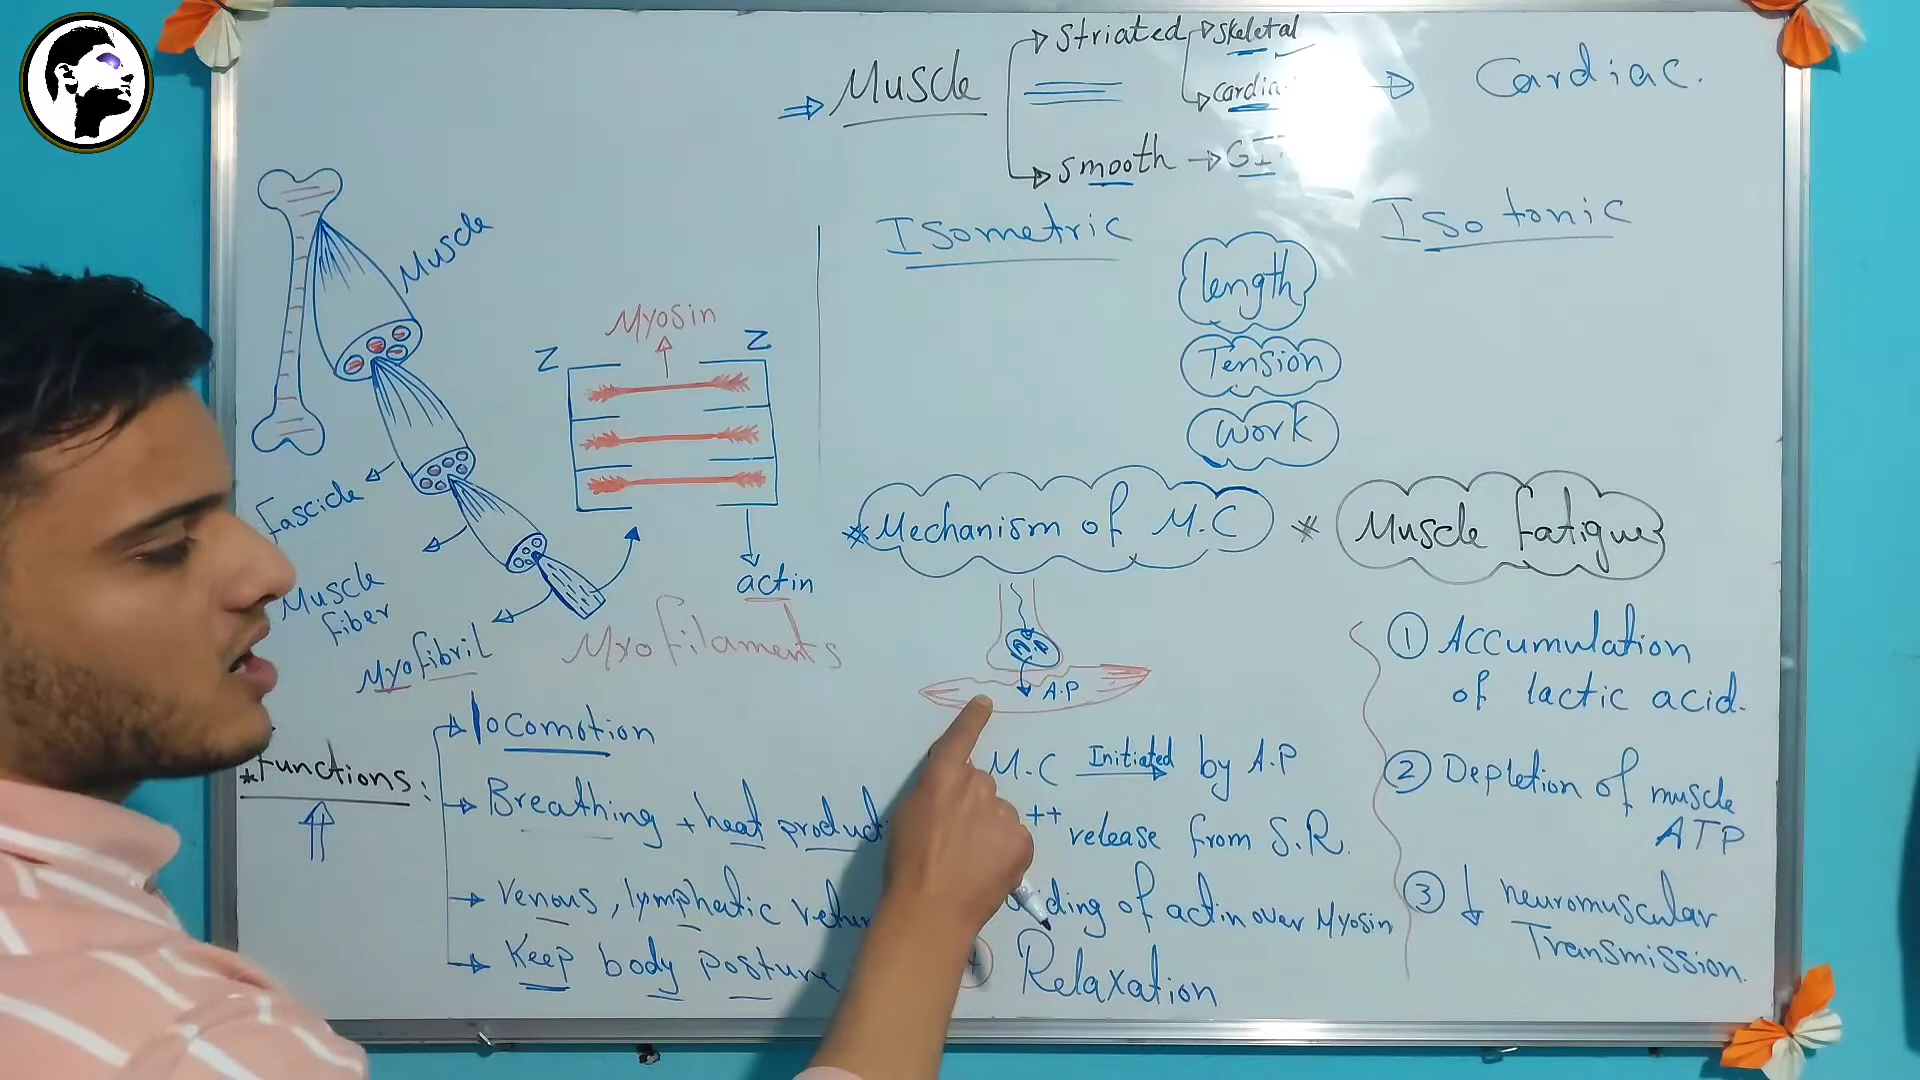 Muscle
Striated
Skeletal
Cardiac.
smooth
Isometric
Isotonic
length
Tension
Work
Muscle
Fascicle
Muscle
fiber
Myofibril
Z
Z
Myosin
actin
Myofilaments
*Functions:
locomotion
Breathing + heat
Venous, lymphatic
Keep body posture
* Mechanism of M.C
A.P
M.C Initiated by A.P
++ release from S.R.
of actin over Myosin
Relaxation
* Muscle fatigue
① Accumulation
of lactic acid.
② Depletion of muscle
ATP
③ ↓ neuromuscular
Transmission.